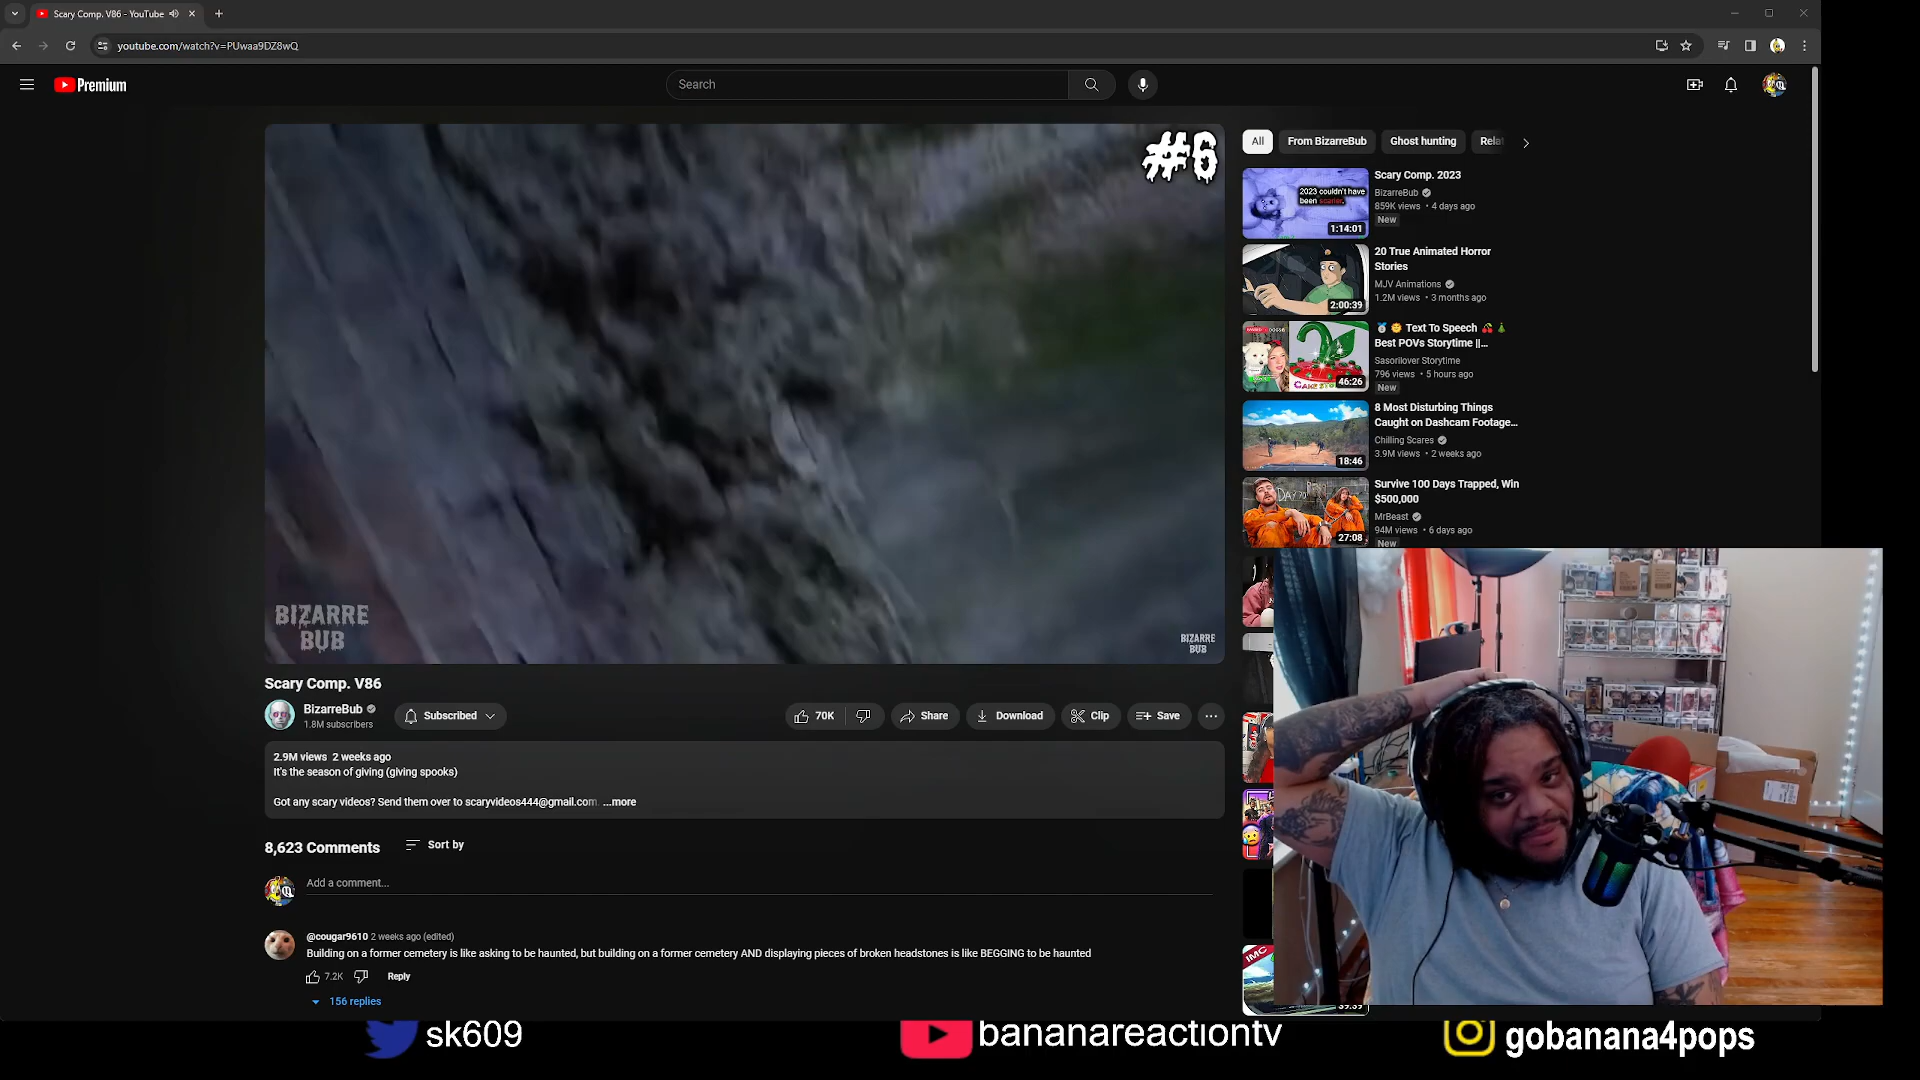 Scary Comp. V86 - YouTube
youtube.com/watch?v=PUwaa9DZ8wQ
Premium
Search
#6
BIZARRE
BUB
BIZARRE
BUB
All
From BizarreBub
Ghost hunting
2023 couldn't have
been scarier.
1:14:01
Scary Comp. 2023
BizarreBub
859K views • 4 days ago
New
2:00:39
20 True Animated Horror
Stories
MJV Animations
1.2M views • 3 months ago
46:26
Text To Speech
Best POVs Storytime ||...
Sasorilover Storytime
796 views • 5 hours ago
New
18:46
8 Most Disturbing Things
Caught on Dashcam Footage...
Chilling Scares
3.9M views • 2 weeks ago
27:08
Survive 100 Days Trapped, Win
$500,000
MrBeast
94M views • 6 days ago
New
Scary Comp. V86
BizarreBub
1.8M subscribers
Subscribed
70K
Share
Download
Clip
Save
2.9M views 2 weeks ago
It's the season of giving (giving spooks)
Got any scary videos? Send them over to scaryvideos444@gmail.com. ...more
8,623 Comments
Sort by
Add a comment...
@cougar9610 2 weeks ago (edited)
Building on a former cemetery is like asking to be haunted, but building on a former cemetery AND displaying pieces of broken headstones is like BEGGING to be haunted
7.2K
Reply
156 replies
IMC
sk609
bananareactiontv
gobanana4pops